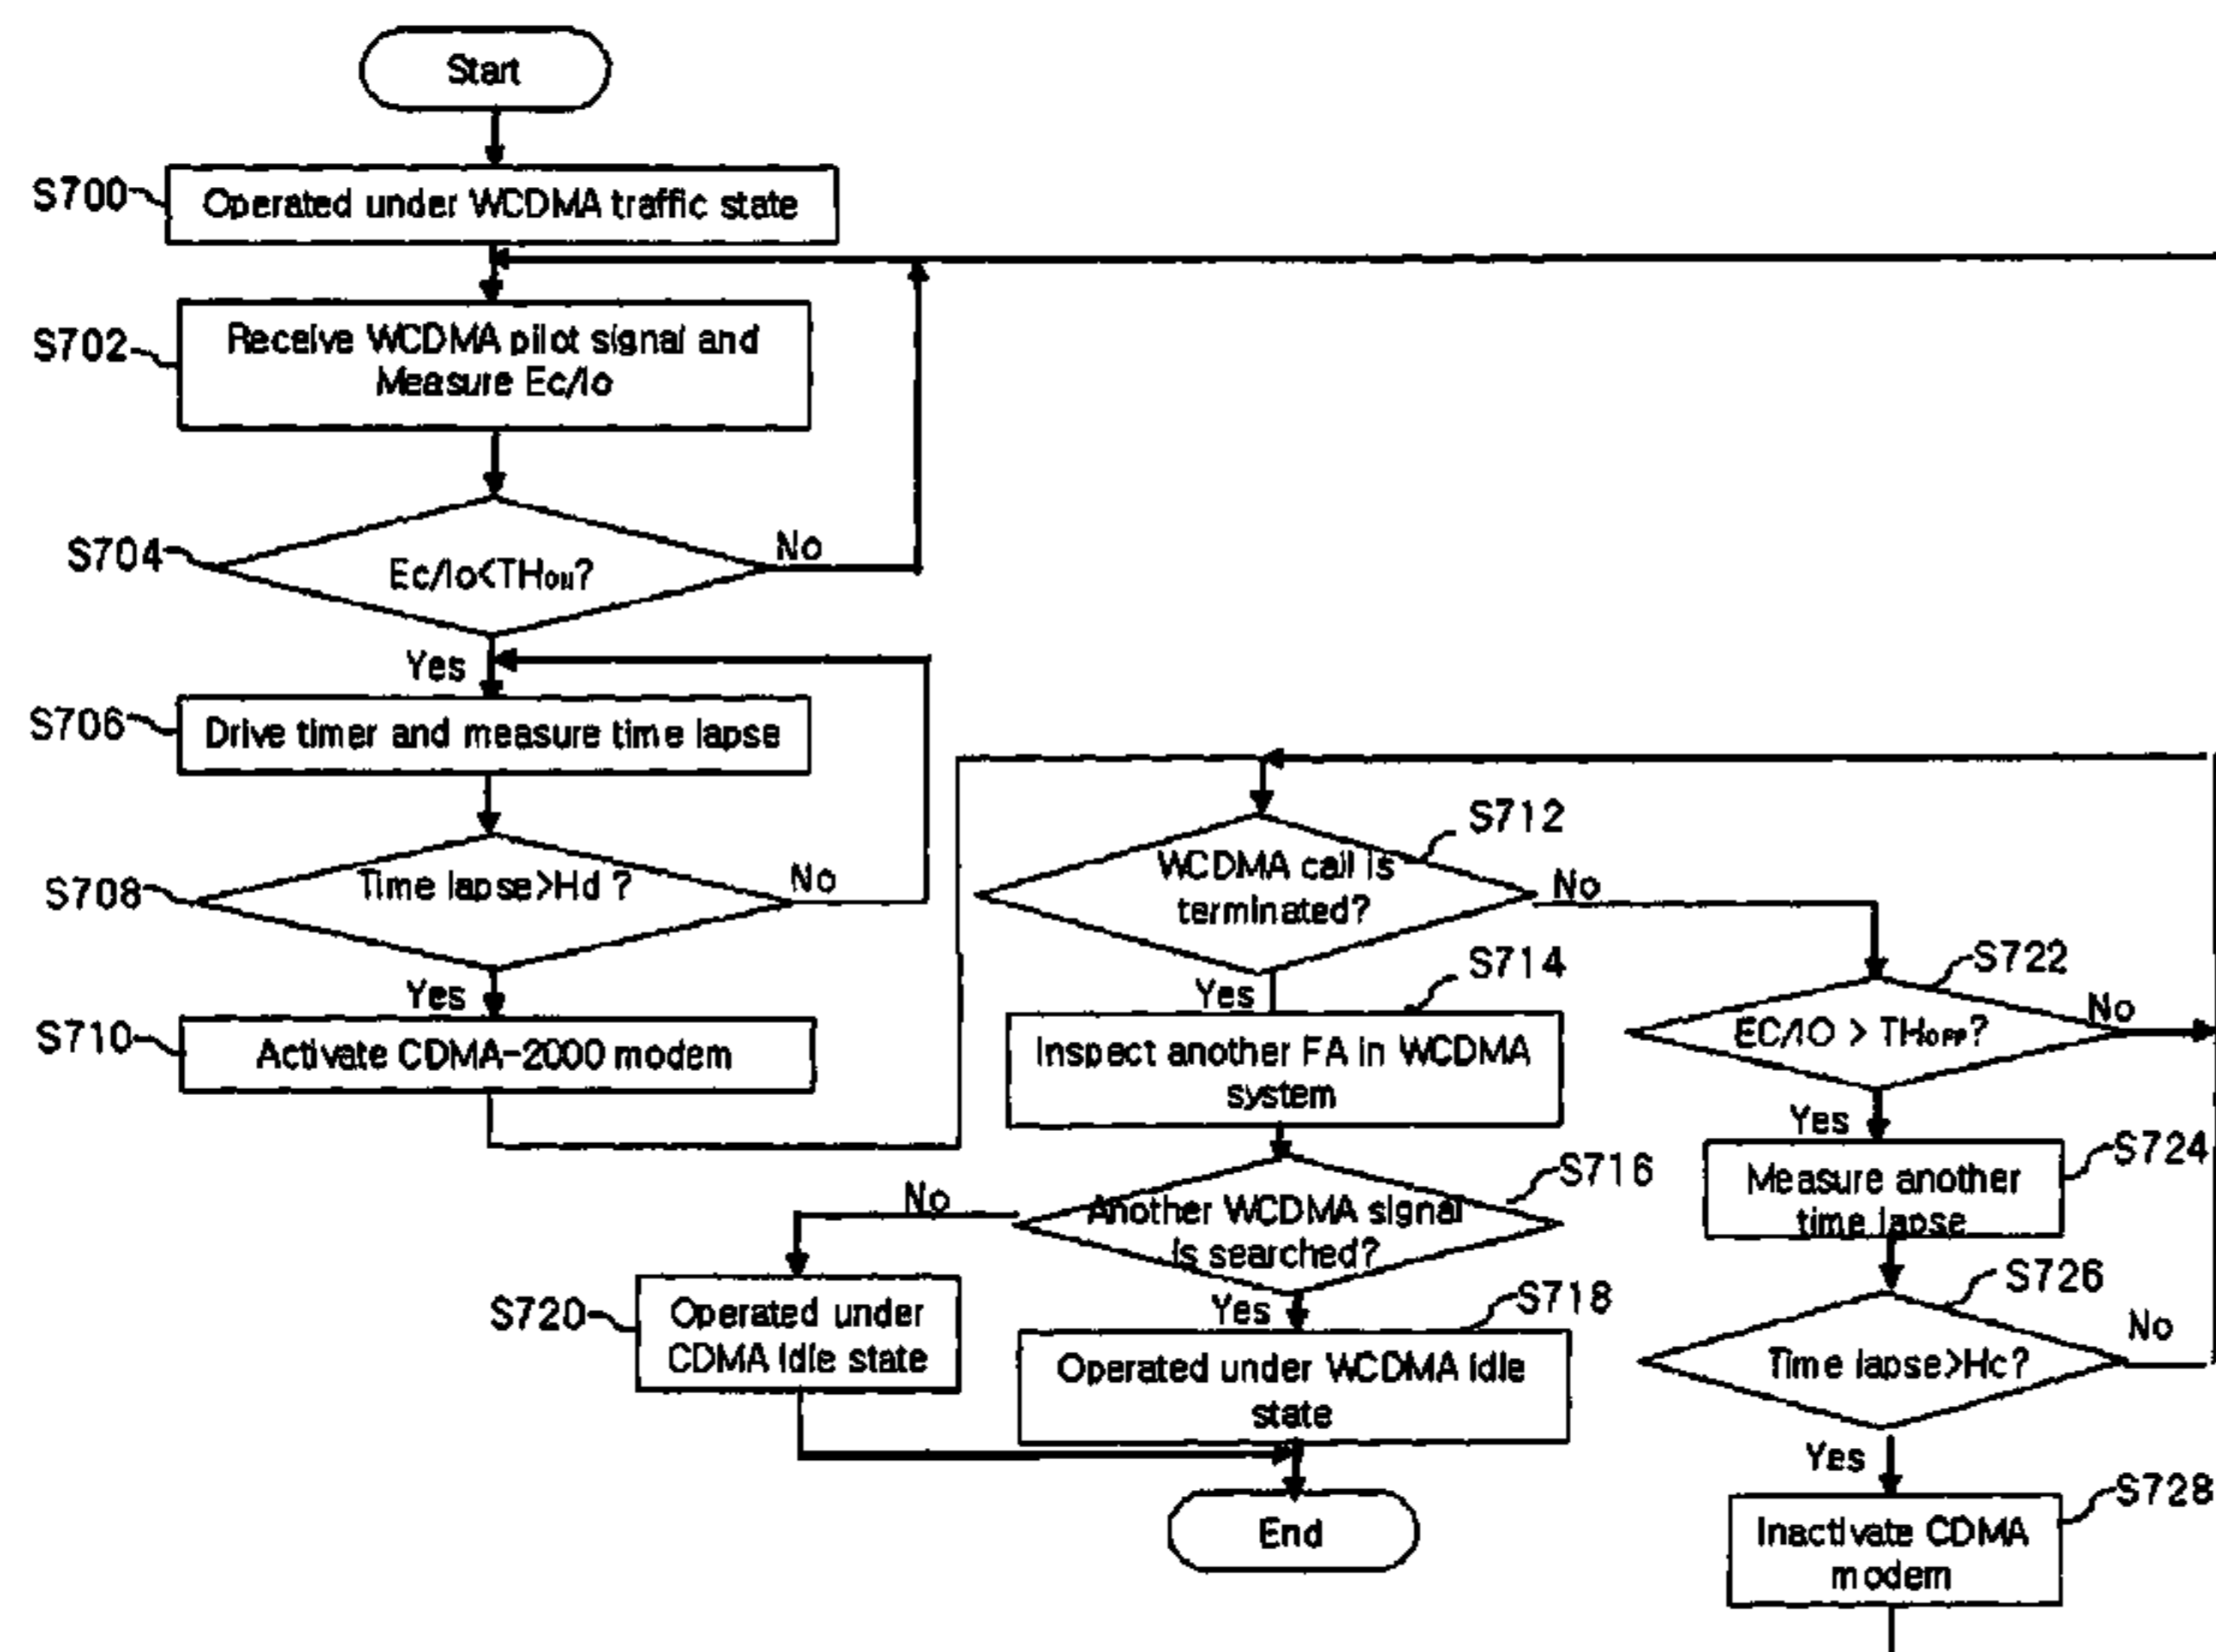 Start
S700
Operated under WCDMA traffic state
S702
Receive WCDMA pilot signal and
Measure Ec/Io
S704
Ec/Io<THON?
No
Yes
S706
Drive timer and measure time lapse
S708
Time lapse>Hd ?
No
Yes
S710
Activate CDMA-2000 modem
S712
WCDMA call is
terminated?
No
Yes
S714
Inspect another FA in WCDMA
system
S716
Another WCDMA signal
is searched?
No
Yes
S720
Operated under
CDMA idle state
S718
Operated under WCDMA idle
state
End
S722
EC/IO > THOFF?
No
Yes
S724
Measure another
time lapse
S726
Time lapse>Hc?
No
Yes
S728
Inactivate CDMA
modem